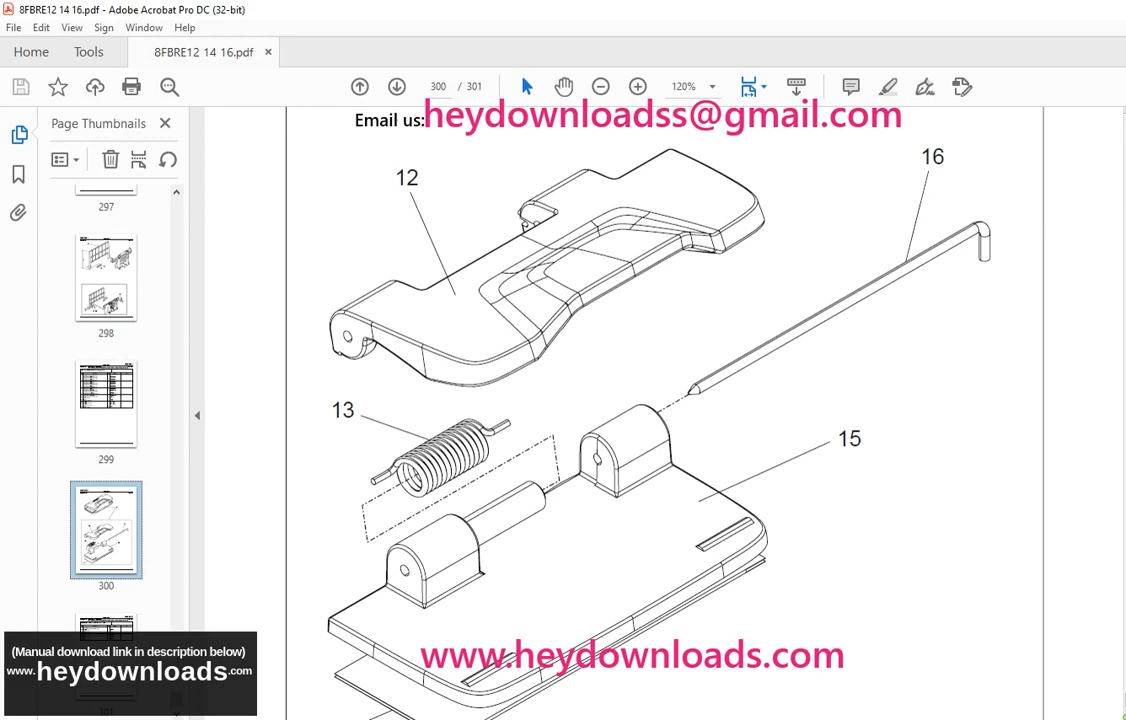 8FBRE12 14 16.pdf - Adobe Acrobat Pro DC (32-bit)
File Edit View Sign Window Help
Home Tools 8FBRE12 14 16.pdf ×
300 / 301 120%
Page Thumbnails
Email us:heydownloadss@gmail.com
297
298
299
300
301
12
16
13
15
www.heydownloads.com
(Manual download link in description below)
www.heydownloads.com